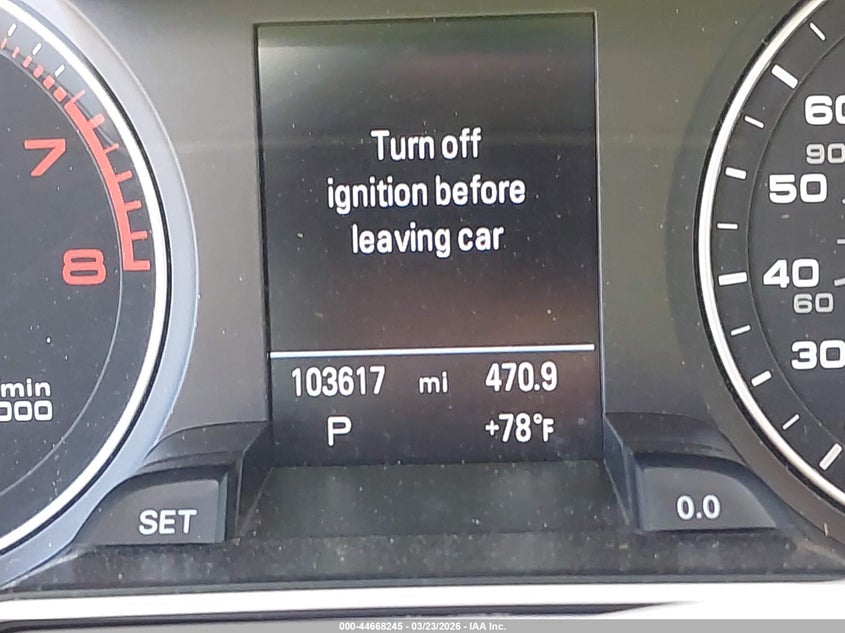 Turn off
ignition before
leaving car
103617 mi 470.9
P +78°F
7
8
min
000
SET
0.0
60
90
50
40
60
30
000-44668245 - 03/23/2026 - IAA Inc.